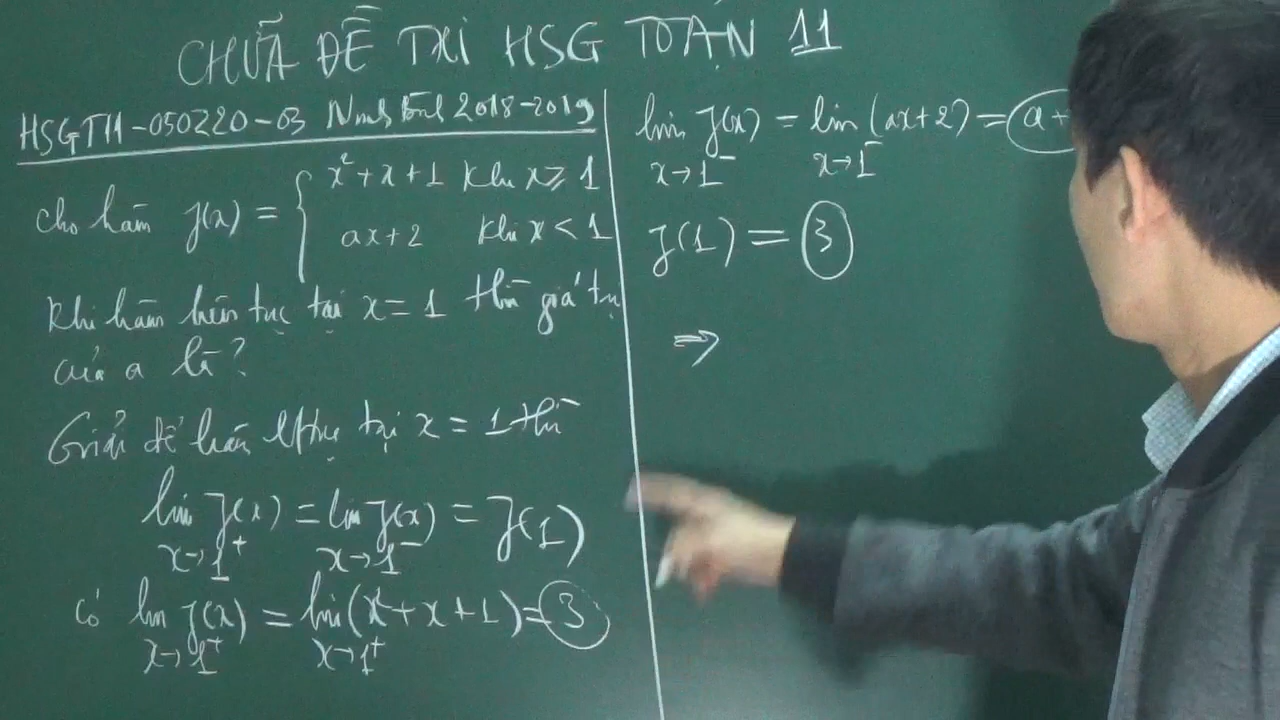 CHỮA ĐỀ THI HSG TOÁN 11
HSGT11-050220-03 Ninh Bình 2018-2019
Cho hàm f(x) = { x²+x+1 khi x ≥ 1
ax+2 khi x < 1
Khi hàm liên tục tại x = 1 thì giá trị
của a là?
Giải để hàm tại x = 1 thì
lim f(x) = lim f(x) = f(1)
x→1⁺ x→1⁻
Có lim f(x) = lim (x²+x+1) = 3
x→1⁺ x→1⁺
lim f(x) = lim (ax+2) = a+
x→1⁻ x→1⁻
f(1) = 3
⇒